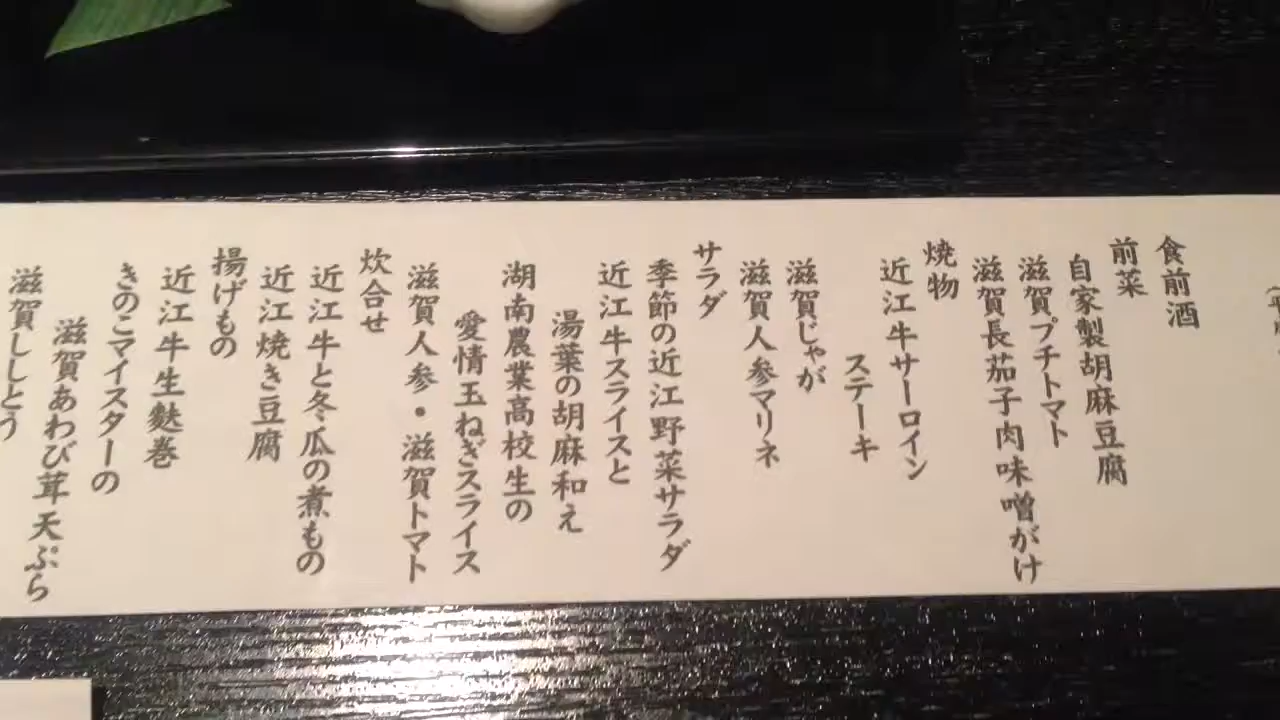 食前酒
前菜
自家製胡麻豆腐
滋賀プチトマト
滋賀長茄子肉味噌がけ
焼物
近江牛サーロイン
ステーキ
滋賀じゃが
滋賀人参マリネ
サラダ
季節の近江野菜サラダ
近江牛スライスと
湯葉の胡麻和え
湖南農業高校生の
愛情玉ねぎスライス
滋賀人参・滋賀トマト
炊合せ
近江牛と冬瓜の煮もの
近江焼き豆腐
揚げもの
近江牛生麩巻
きのこマイスターの
滋賀あわび茸天ぷら
滋賀ししとう